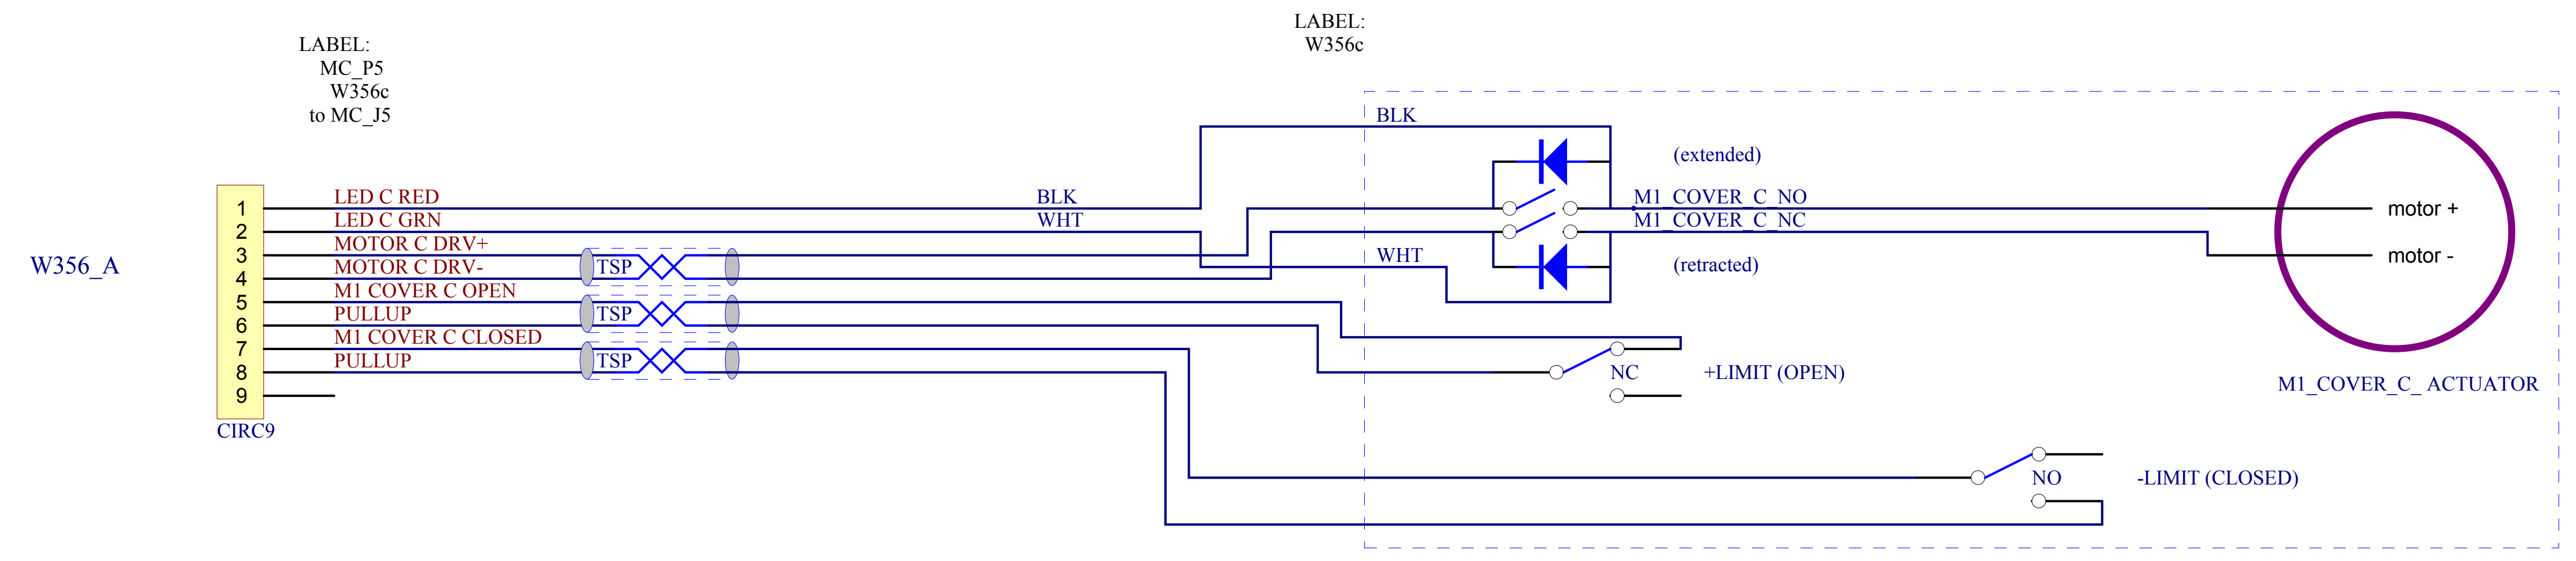 LABEL:
W356c
LABEL:
MC_P5
W356c
to MC_J5
BLK
(extended)
1 LED C RED BLK M1_COVER_C_NO motor +
2 LED C GRN WHT M1_COVER_C_NC
3 MOTOR C DRV+ WHT (retracted) motor -
W356_A
4 MOTOR C DRV- TSP
5 M1 COVER C OPEN
6 PULLUP TSP
7 M1 COVER C CLOSED
8 PULLUP TSP NC +LIMIT (OPEN)
M1_COVER_C_ ACTUATOR
9
CIRC9
NO -LIMIT (CLOSED)